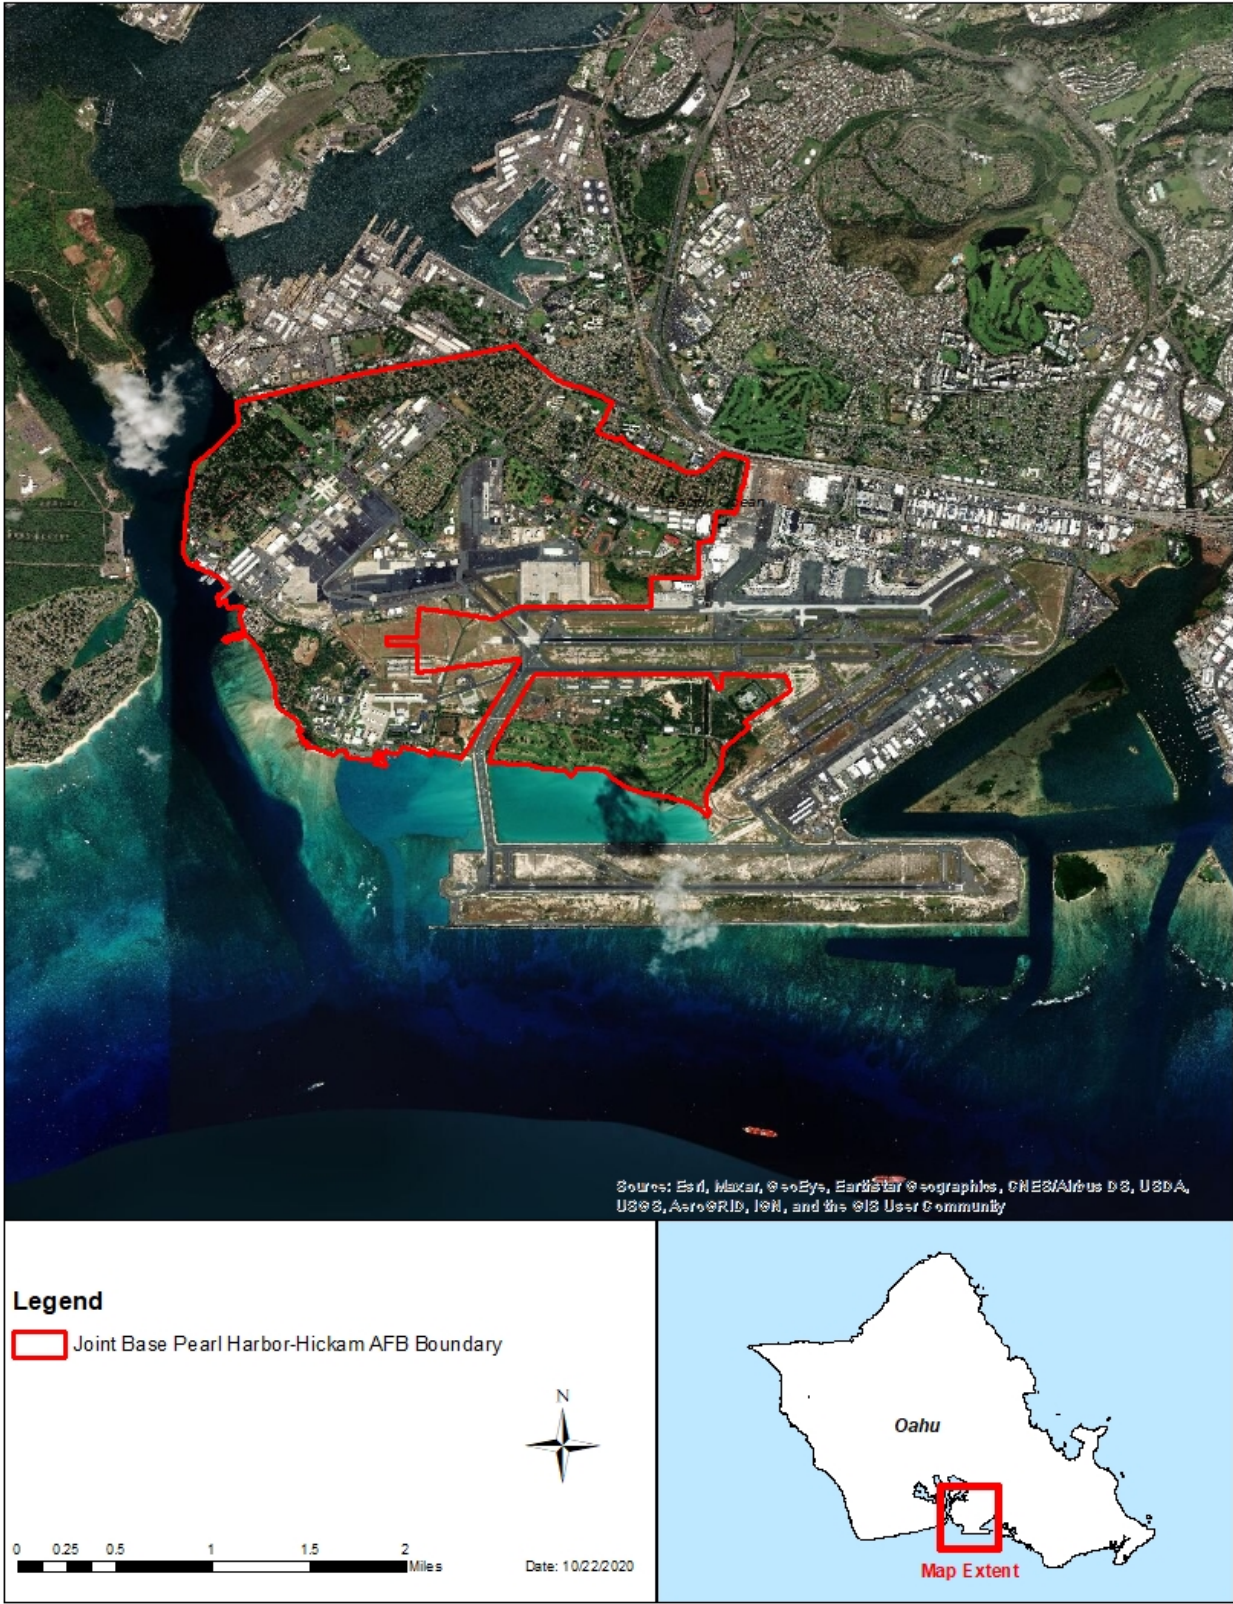 Source: Esri, Maxar, GeoEye, Earthstar Geographics, CNES/Airbus DS, USDA,
USGS, AeroGRID, IGN, and the GIS User Community
Legend
Joint Base Pearl Harbor-Hickam AFB Boundary
N
0 0.25 0.5 1 1.5 2
Miles
Date: 10/22/2020
Oahu
Map Extent